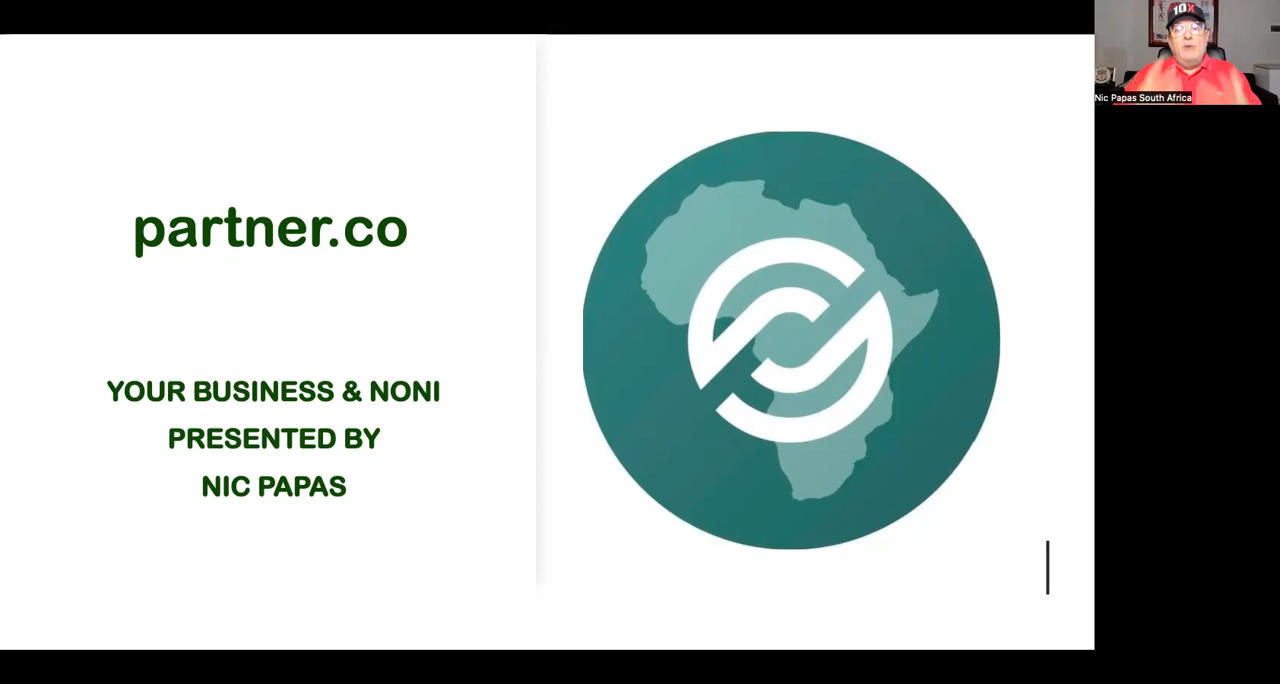 partner.co
YOUR BUSINESS & NONI
PRESENTED BY
NIC PAPAS
10X
Nic Papas South Africa